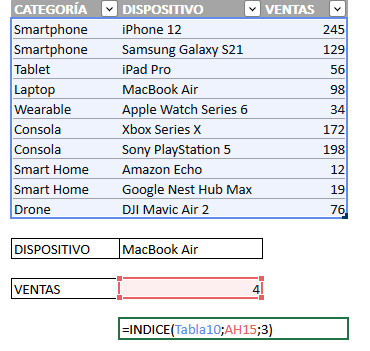 CATEGORÍA DISPOSITIVO VENTAS
Smartphone iPhone 12 245
Smartphone Samsung Galaxy S21 129
Tablet iPad Pro 56
Laptop MacBook Air 98
Wearable Apple Watch Series 6 34
Consola Xbox Series X 172
Consola Sony PlayStation 5 198
Smart Home Amazon Echo 12
Smart Home Google Nest Hub Max 19
Drone DJI Mavic Air 2 76
DISPOSITIVO MacBook Air
VENTAS 4
=INDICE(Tabla10;AH15;3)